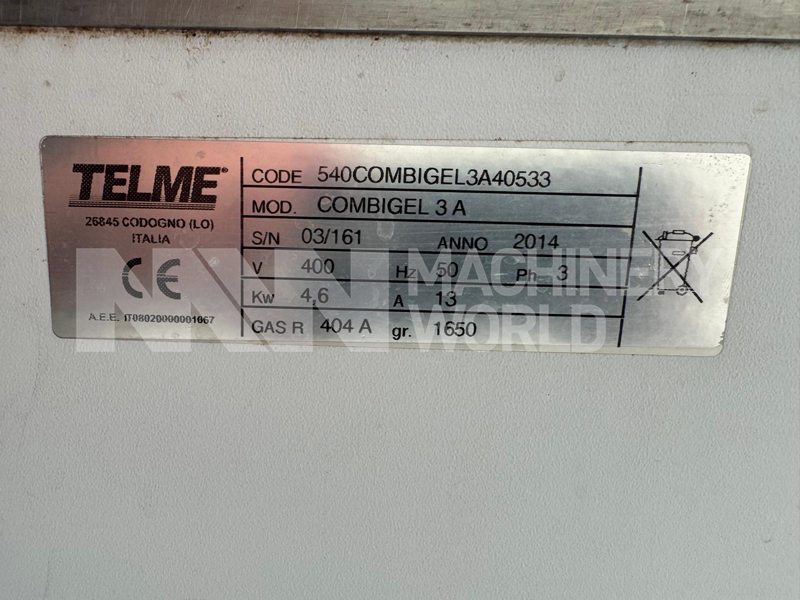 TELME®
26845 CODOGNO (LO)
ITALIA
CE
A.E.E. IT08020000001067
CODE 540COMBIGEL3A40533
MOD. COMBIGEL 3 A
S/N 03/161 ANNO 2014
V 400 Hz 50 Ph 3
Kw 4,6 A 13
GAS R 404 A gr. 1650
MACHINERY
WORLD